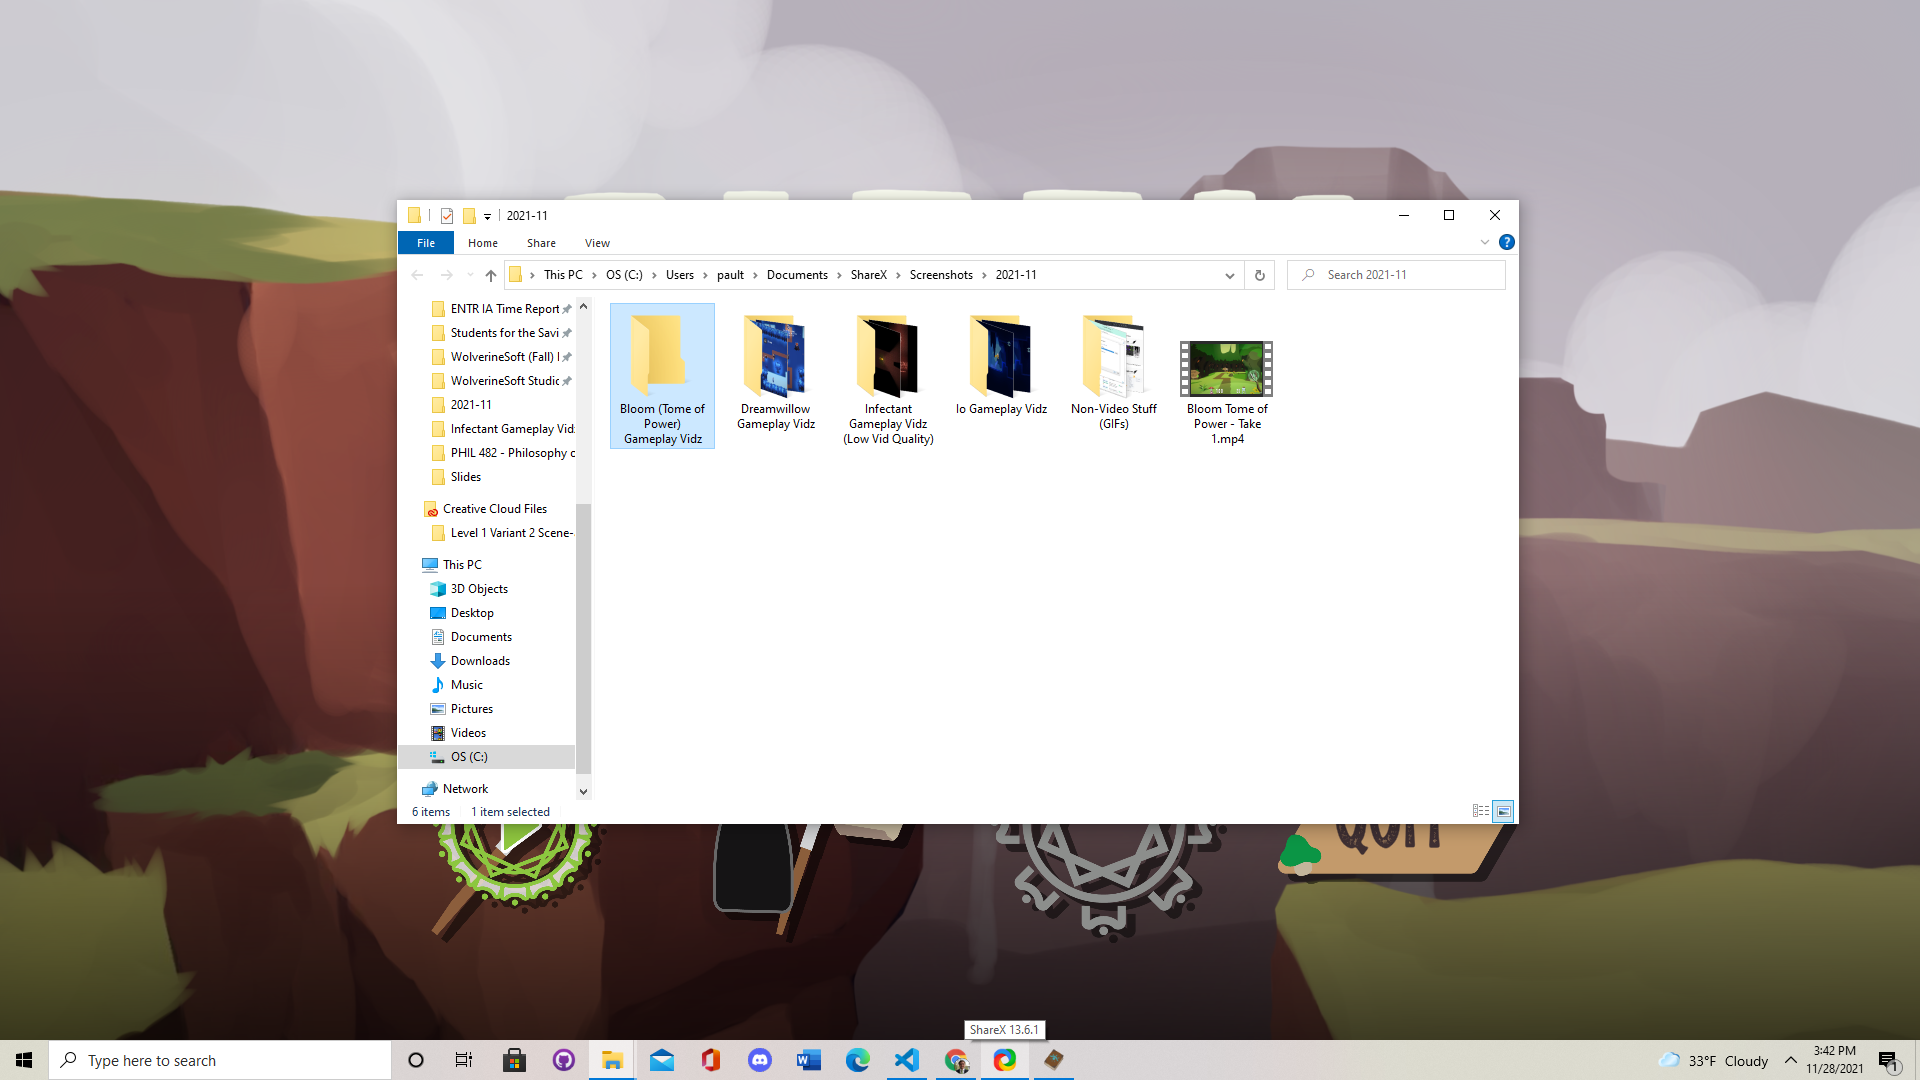 2021-11
File
Home
Share
View
This PC
OS (C:)
Users
pault
Documents
ShareX
Screenshots
2021-11
Search 2021-11
ENTR IA Time Report
Students for the Savi
WolverineSoft (Fall) I
WolverineSoft Studic
2021-11
Infectant Gameplay Vid
PHIL 482 - Philosophy c
Slides
Creative Cloud Files
Level 1 Variant 2 Scene-
This PC
3D Objects
Desktop
Documents
Downloads
Music
Pictures
Videos
OS (C:)
Network
Bloom (Tome of
Power)
Gameplay Vidz
Dreamwillow
Gameplay Vidz
Infectant
Gameplay Vidz
(Low Vid Quality)
Io Gameplay Vidz
Non-Video Stuff
(GIFs)
Bloom Tome of
Power - Take
1.mp4
6 items
1 item selected
QUIT
ShareX 13.6.1
Type here to search
33°F Cloudy
3:42 PM
11/28/2021
1